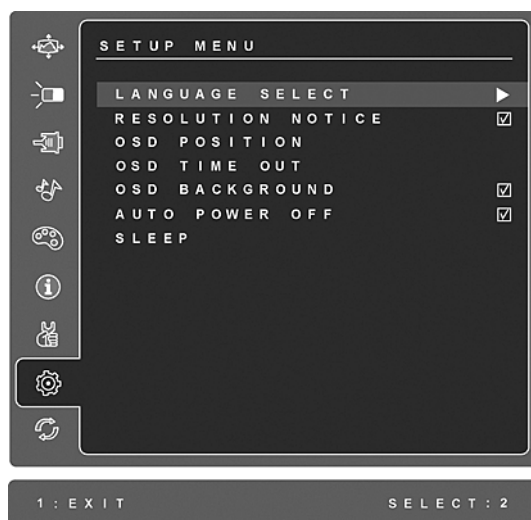 SETUP MENU
LANGUAGE SELECT
RESOLUTION NOTICE
OSD POSITION
OSD TIME OUT
OSD BACKGROUND
AUTO POWER OFF
SLEEP
1:EXIT SELECT:2